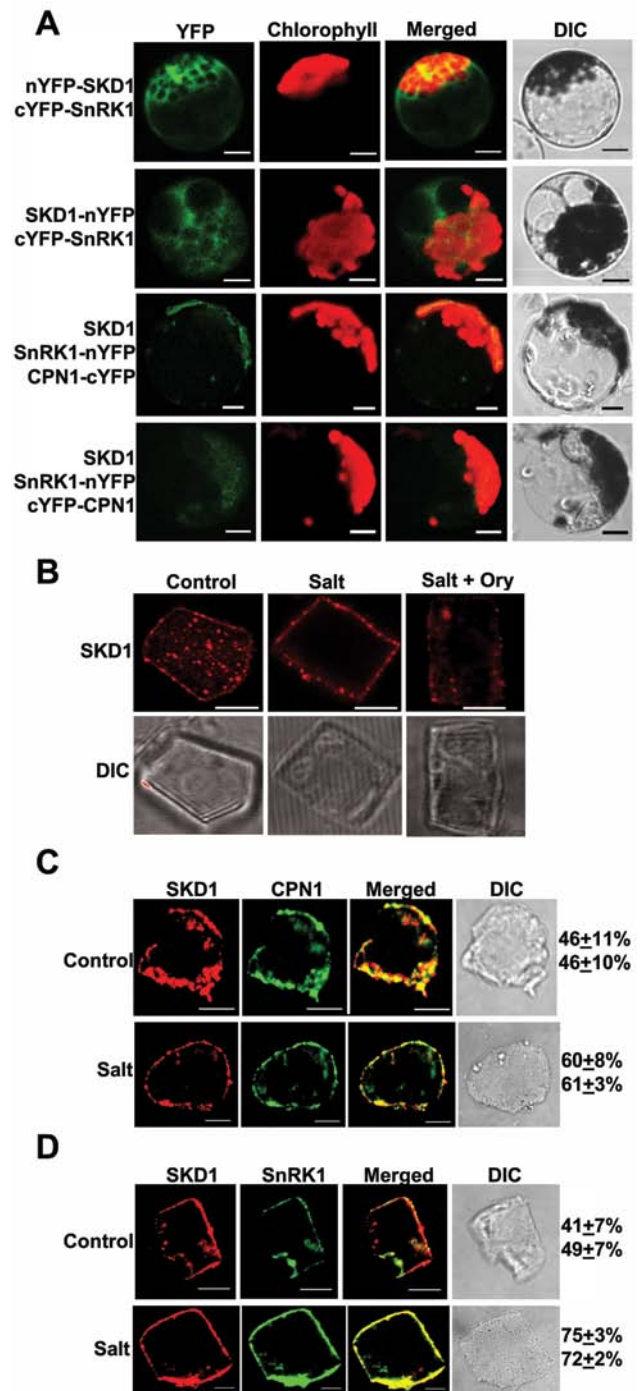 A
YFP Chlorophyll Merged DIC
nYFP-SKD1
cYFP-SnRK1
SKD1-nYFP
cYFP-SnRK1
SKD1
SnRK1-nYFP
CPN1-cYFP
SKD1
SnRK1-nYFP
cYFP-CPN1
B
Control Salt Salt + Ory
SKD1
DIC
C
SKD1 CPN1 Merged DIC
Control
46±11%
46±10%
Salt
60±8%
61±3%
D
SKD1 SnRK1 Merged DIC
Control
41±7%
49±7%
Salt
75±3%
72±2%